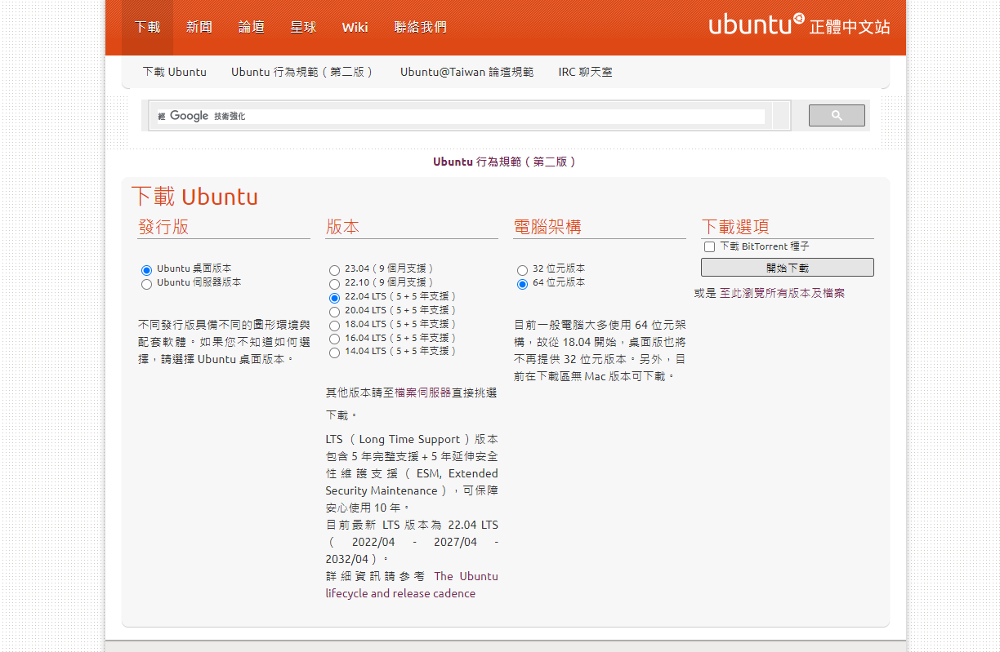 下載 新聞 論壇 星球 Wiki 聯絡我們
ubuntu 正體中文站
下載 Ubuntu Ubuntu 行為規範（第二版） Ubuntu@Taiwan 論壇規範 IRC 聊天室
經 Google 技術強化
Ubuntu 行為規範（第二版）
下載 Ubuntu
發行版
Ubuntu 桌面版本
Ubuntu 伺服器版本
不同發行版具備不同的圖形環境與
配套軟體。如果您不知道如何選
擇，請選擇 Ubuntu 桌面版本。
版本
23.04（9 個月支援）
22.10（9 個月支援）
22.04 LTS（5 + 5 年支援）
20.04 LTS（5 + 5 年支援）
18.04 LTS（5 + 5 年支援）
16.04 LTS（5 + 5 年支援）
14.04 LTS（5 + 5 年支援）
其他版本請至檔案伺服器直接挑選
下載。
LTS（Long Time Support）版本
包含 5 年完整支援 + 5 年延伸安全
性維護支援（ESM, Extended
Security Maintenance），可保障
安心使用 10 年。
目前最新 LTS 版本為 22.04 LTS
（2022/04 - 2027/04 -
2032/04）。
詳細資訊請參考 The Ubuntu
lifecycle and release cadence
電腦架構
32 位元版本
64 位元版本
目前一般電腦大多使用 64 位元架
構，故從 18.04 開始，桌面版也將
不再提供 32 位元版本。另外，目
前在下載區無 Mac 版本可下載。
下載選項
下載 BitTorrent 種子
開始下載
或是 至此瀏覽所有版本及檔案